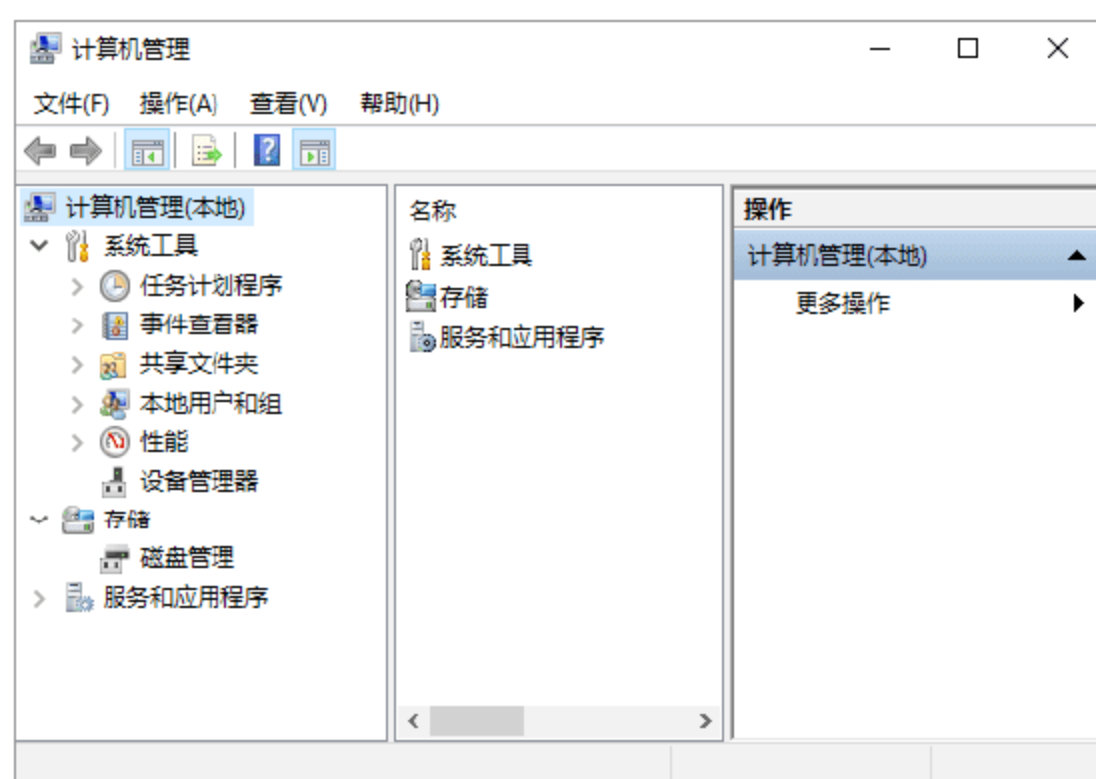 计算机管理
文件(F) 操作(A) 查看(V) 帮助(H)
计算机管理(本地)
系统工具
任务计划程序
事件查看器
共享文件夹
本地用户和组
性能
设备管理器
存储
磁盘管理
服务和应用程序
名称
系统工具
存储
服务和应用程序
操作
计算机管理(本地)
更多操作